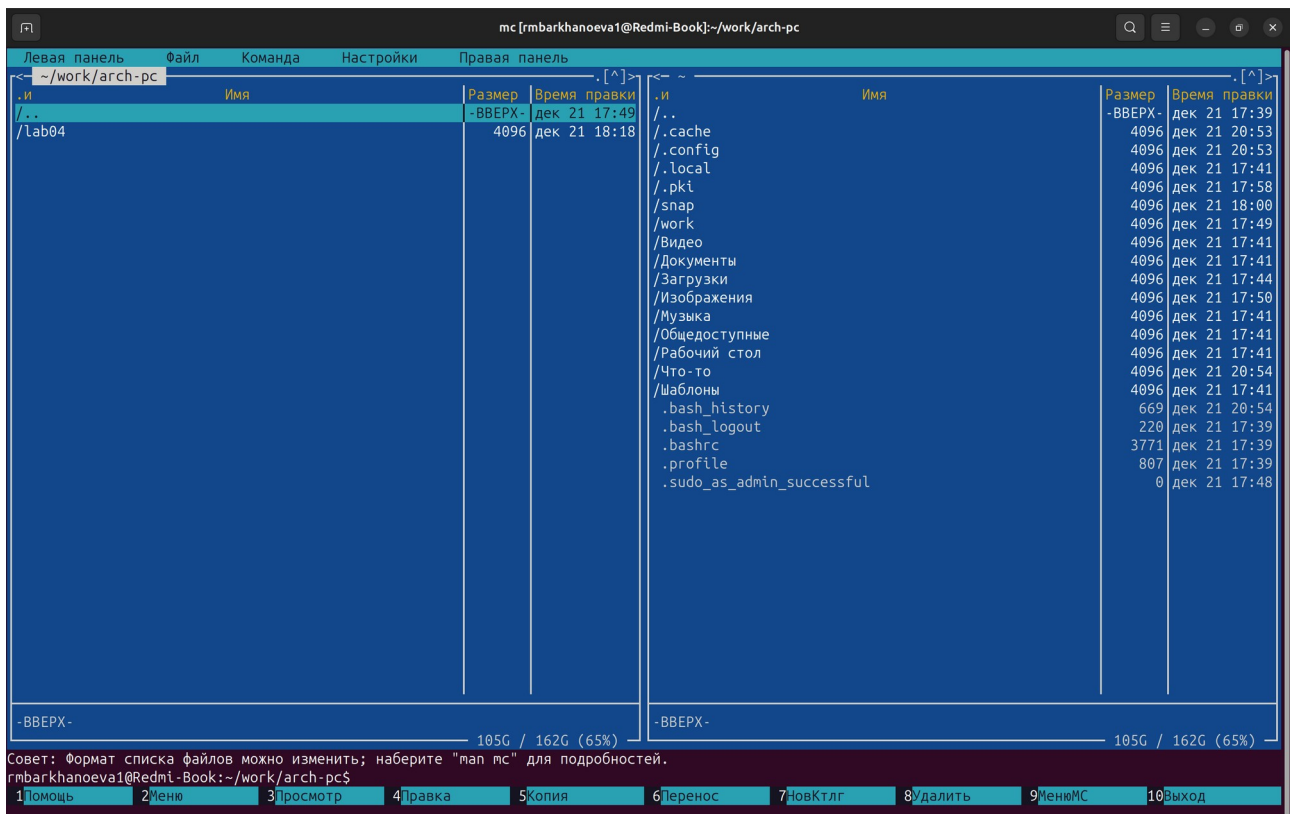 mc [rmbarkhanoeva1@Redmi-Book]:~/work/arch-pc
Левая панель Файл Команда Настройки Правая панель
<— ~/work/arch-pc .[^]>
.и Имя Размер Время правки
/.. -ВВЕРХ- дек 21 17:49
/lab04 4096 дек 21 18:18
-ВВЕРХ-
105G / 162G (65%)
<— ~ .[^]>
.и Имя Размер Время правки
/.. -ВВЕРХ- дек 21 17:39
/.cache 4096 дек 21 20:53
/.config 4096 дек 21 20:53
/.local 4096 дек 21 17:41
/.pki 4096 дек 21 17:58
/snap 4096 дек 21 18:00
/work 4096 дек 21 17:49
/Видео 4096 дек 21 17:41
/Документы 4096 дек 21 17:41
/Загрузки 4096 дек 21 17:44
/Изображения 4096 дек 21 17:50
/Музыка 4096 дек 21 17:41
/Общедоступные 4096 дек 21 17:41
/Рабочий стол 4096 дек 21 17:41
/Что-то 4096 дек 21 20:54
/Шаблоны 4096 дек 21 17:41
.bash_history 669 дек 21 20:54
.bash_logout 220 дек 21 17:39
.bashrc 3771 дек 21 17:39
.profile 807 дек 21 17:39
.sudo_as_admin_successful 0 дек 21 17:48
-ВВЕРХ-
105G / 162G (65%)
Совет: Формат списка файлов можно изменить; наберите "man mc" для подробностей.
rmbarkhanoeva1@Redmi-Book:~/work/arch-pc$
1Помощь 2Меню 3Просмотр 4Правка 5Копия 6Перенос 7НовКтлг 8Удалить 9МенюMC 10Выход